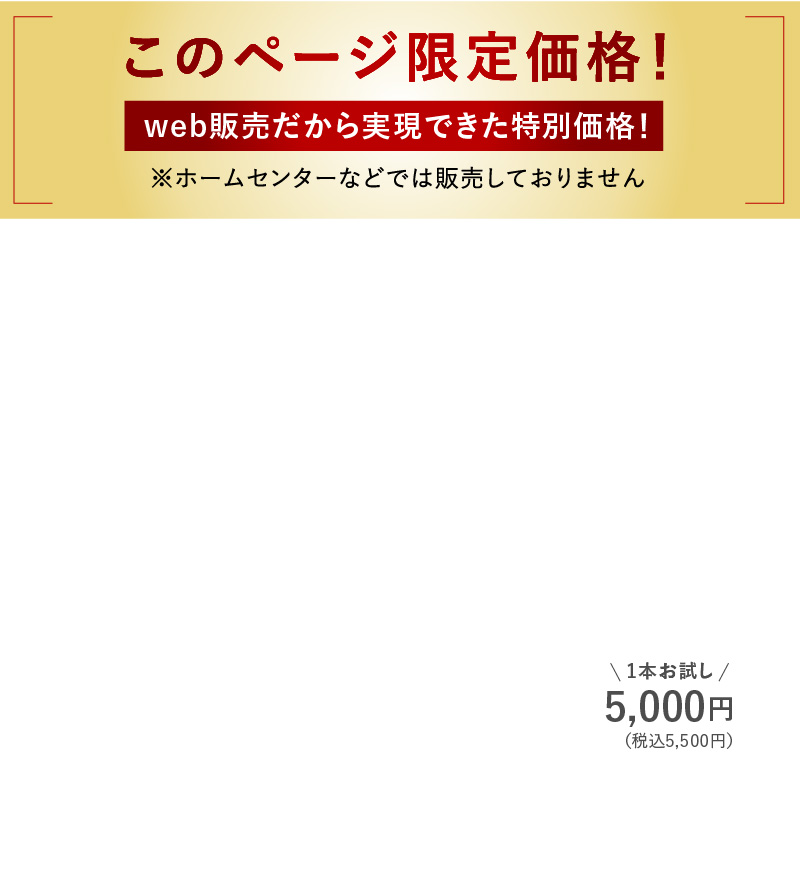 このページ限定価格！
web販売だから実現できた特別価格！
※ホームセンターなどでは販売しておりません
\ 1本お試し /
5,000円
（税込5,500円）